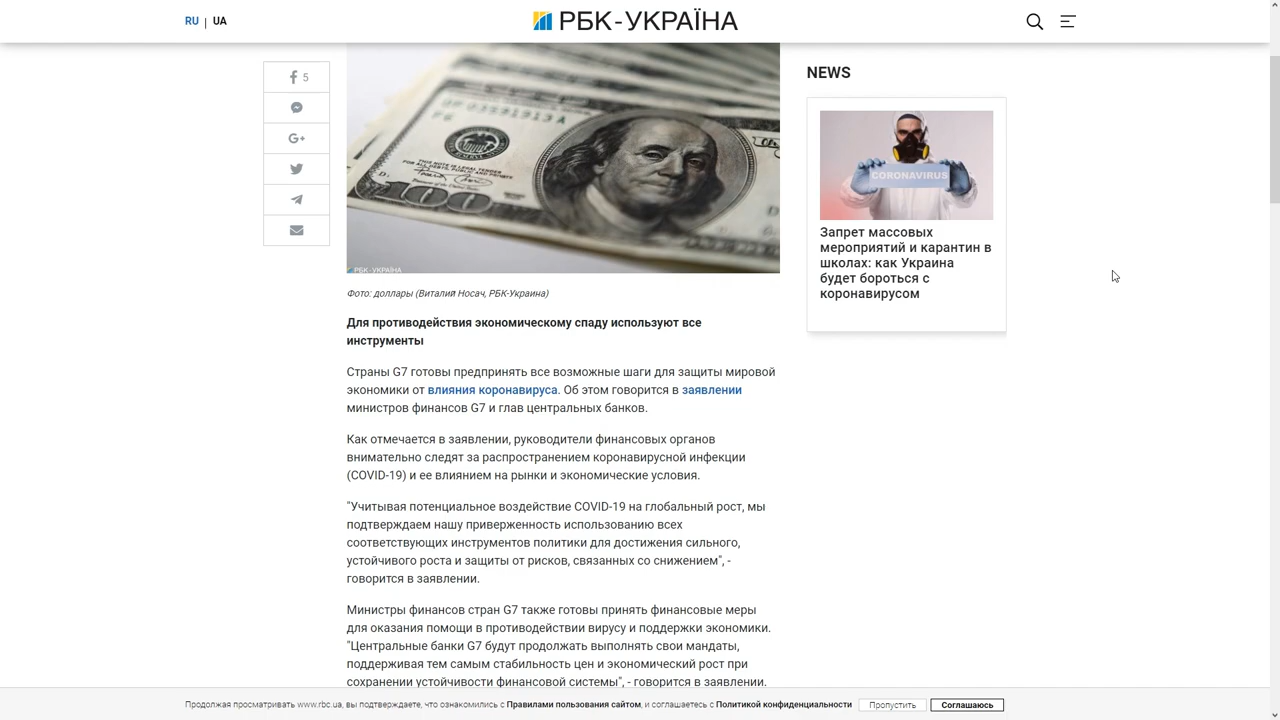 RU | UA
РБК-УКРАЇНА
5
NEWS
CORONAVIRUS
Запрет массовых
мероприятий и карантин в
школах: как Украина
будет бороться с
коронавирусом
THIS NOTE IS LEGAL TENDER
100
РБК-УКРАЇНА
Фото: доллары (Виталий Носач, РБК-Украина)
Для противодействия экономическому спаду используют все
инструменты
Страны G7 готовы предпринять все возможные шаги для защиты мировой
экономики от влияния коронавируса. Об этом говорится в заявлении
министров финансов G7 и глав центральных банков.
Как отмечается в заявлении, руководители финансовых органов
внимательно следят за распространением коронавирусной инфекции
(COVID-19) и ее влиянием на рынки и экономические условия.
"Учитывая потенциальное воздействие COVID-19 на глобальный рост, мы
подтверждаем нашу приверженность использованию всех
соответствующих инструментов политики для достижения сильного,
устойчивого роста и защиты от рисков, связанных со снижением", -
говорится в заявлении.
Министры финансов стран G7 также готовы принять финансовые меры
для оказания помощи в противодействии вирусу и поддержки экономики.
"Центральные банки G7 будут продолжать выполнять свои мандаты,
поддерживая тем самым стабильность цен и экономический рост при
сохранении устойчивости финансовой системы", - говорится в заявлении.
Продолжая просматривать www.rbc.ua, вы подтверждаете, что ознакомились с Правилами пользования сайтом, и соглашаетесь с Политикой конфиденциальности
Пропустить
Соглашаюсь